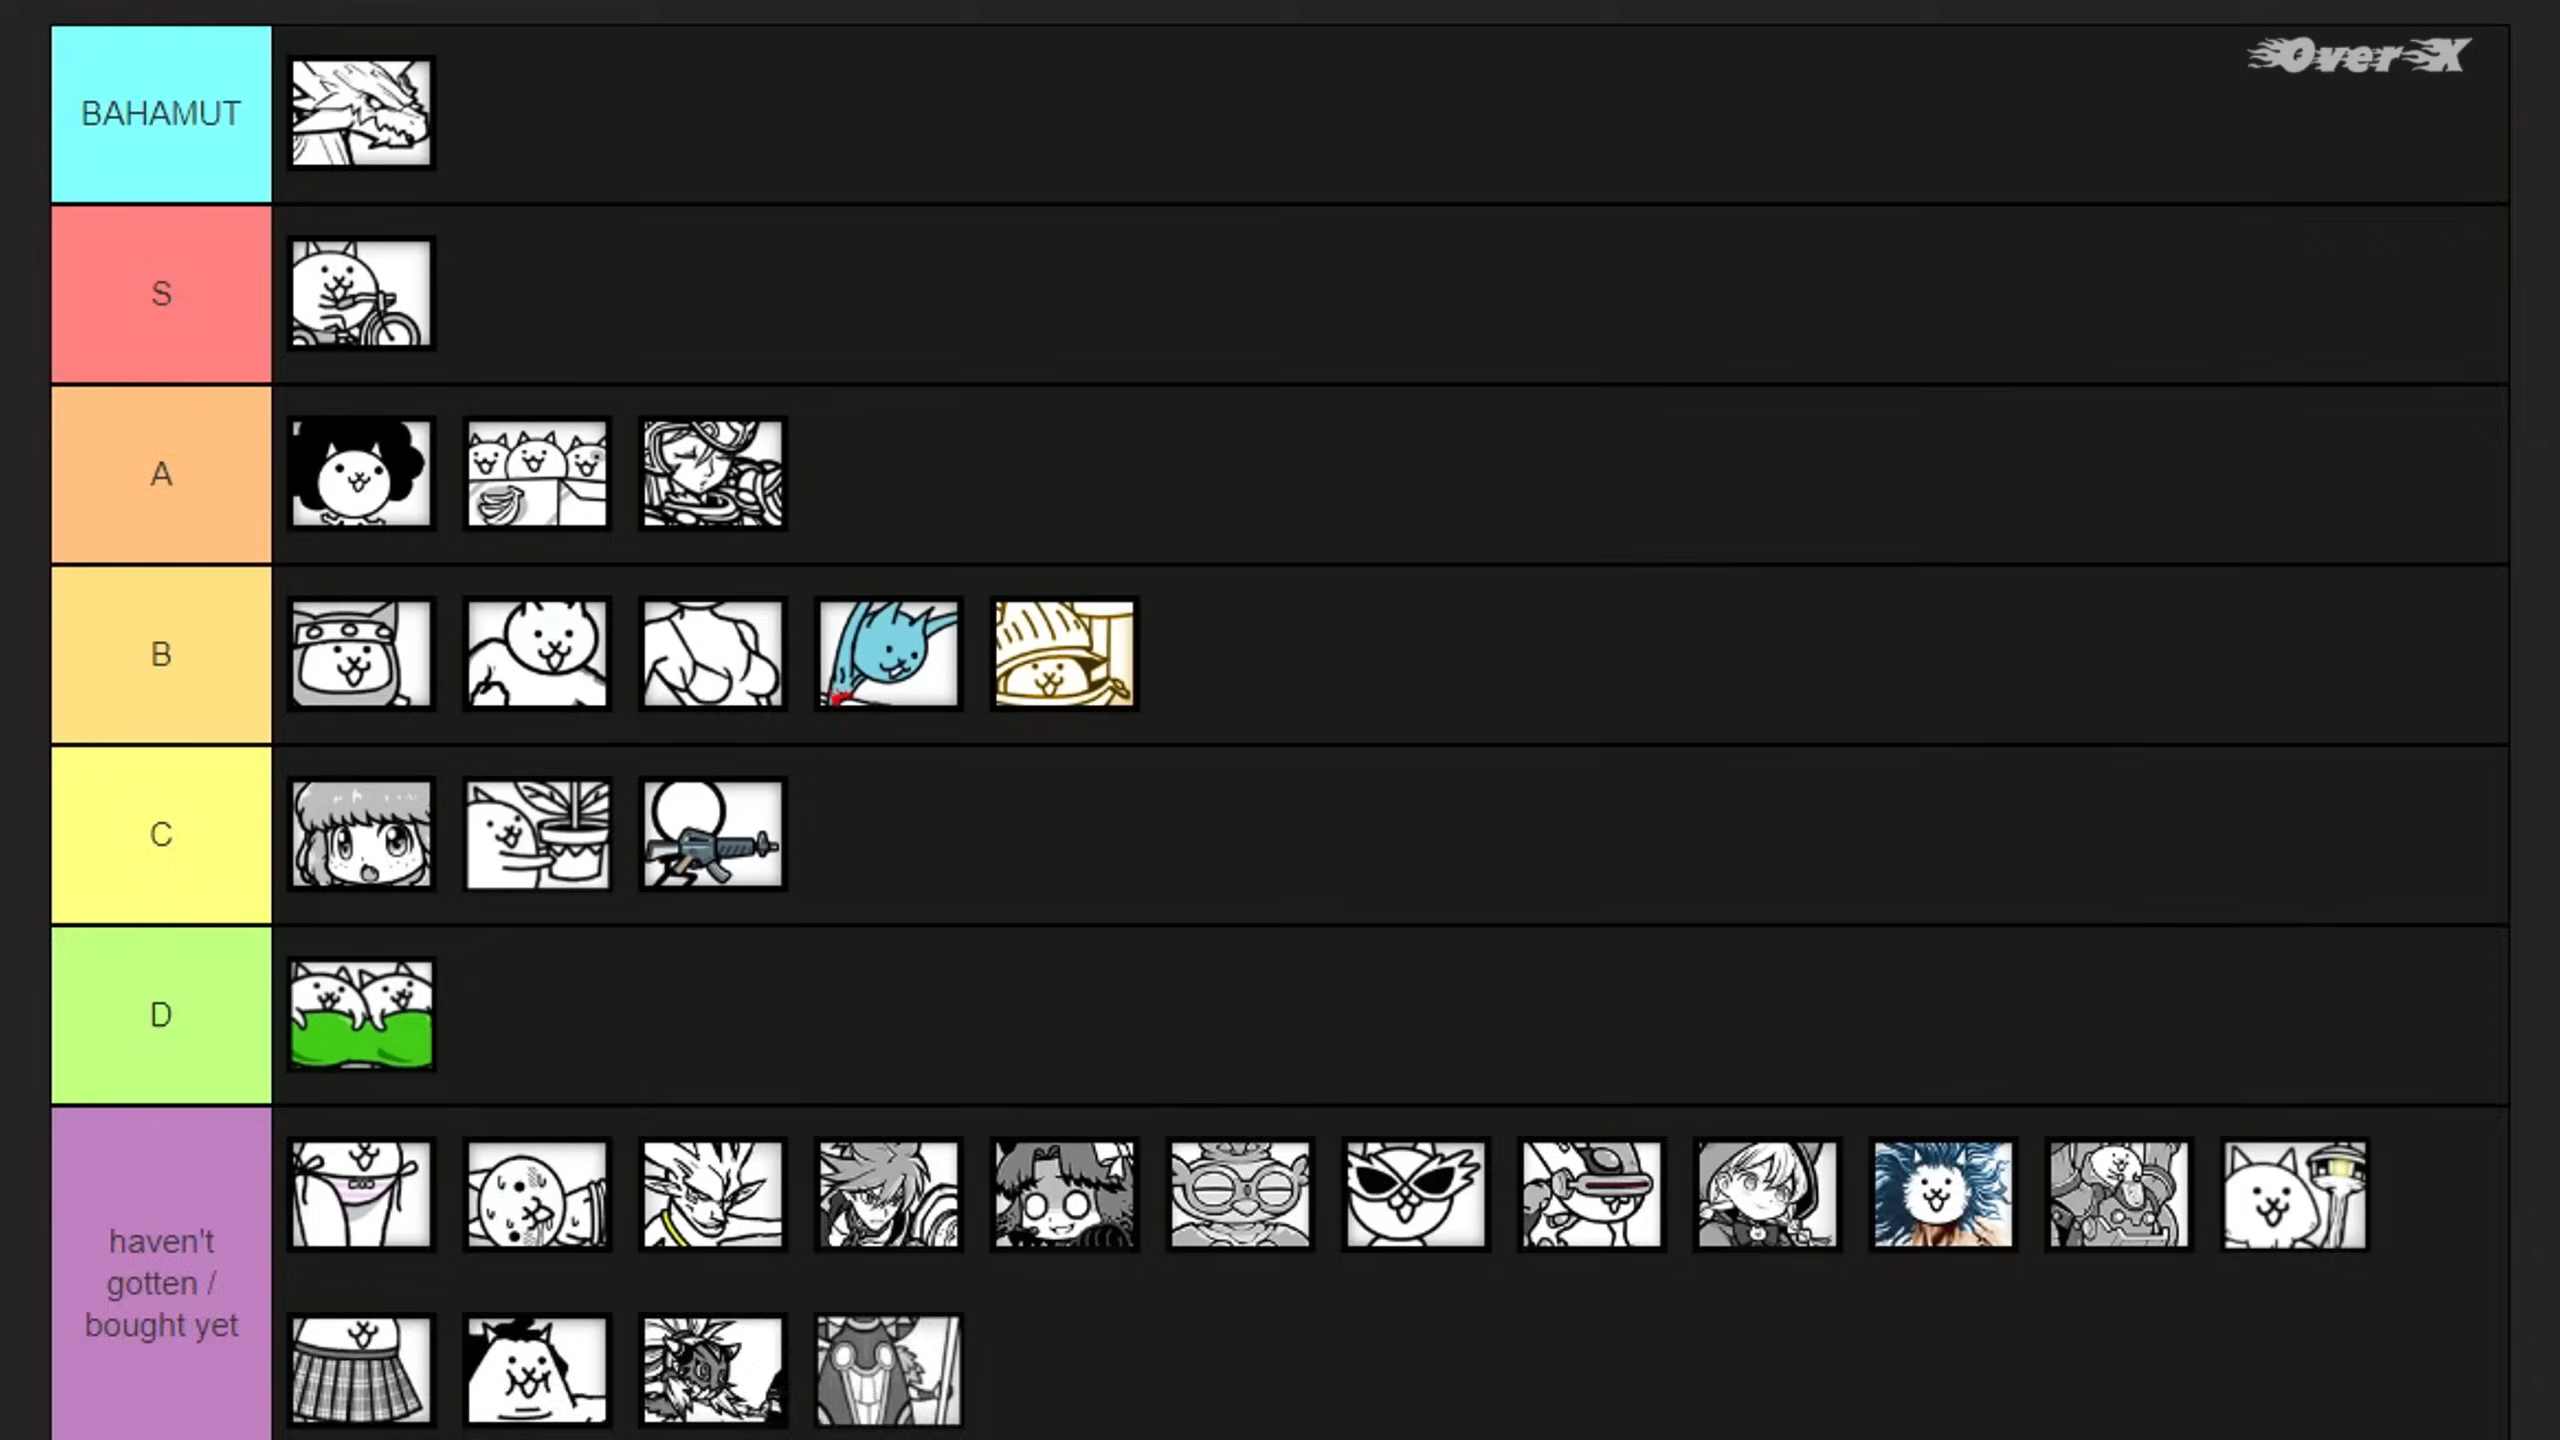 Over-X
BAHAMUT
S
A
B
C
D
haven't
gotten /
bought yet